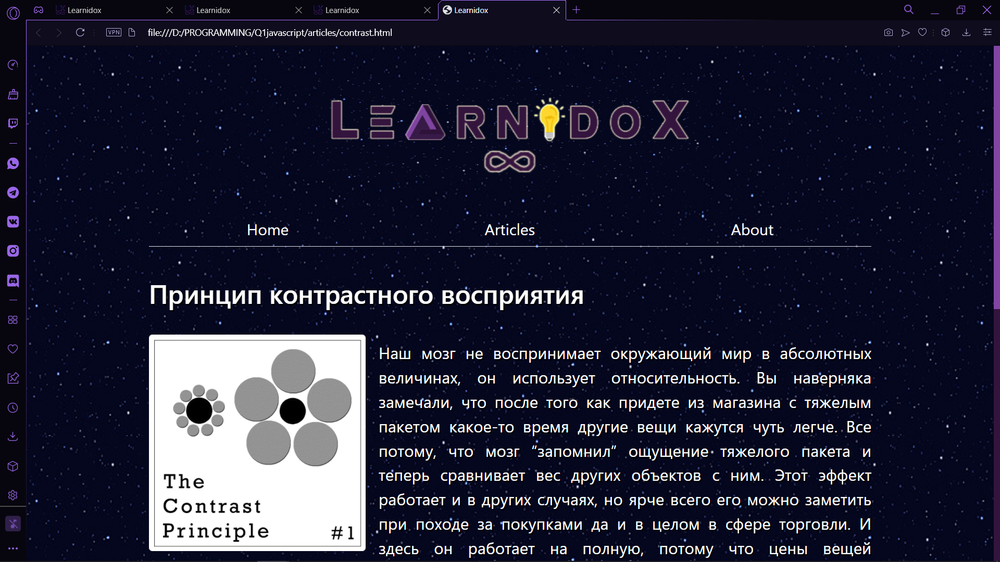 Learnidox
Learnidox
Learnidox
Learnidox
VPN
file:///D:/PROGRAMMING/Q1javascript/articles/contrast.html
LEARNIDOX
Home
Articles
About
Принцип контрастного восприятия
The
Contrast
Principle
#1
Наш мозг не воспринимает окружающий мир в абсолютных
величинах, он использует относительность. Вы наверняка
замечали, что после того как придете из магазина с тяжелым
пакетом какое-то время другие вещи кажутся чуть легче. Все
потому, что мозг “запомнил” ощущение тяжелого пакета и
теперь сравнивает вес других объектов с ним. Этот эффект
работает и в других случаях, но ярче всего его можно заметить
при походе за покупками да и в целом в сфере торговли. И
здесь он работает на полную, потому что цены вещей